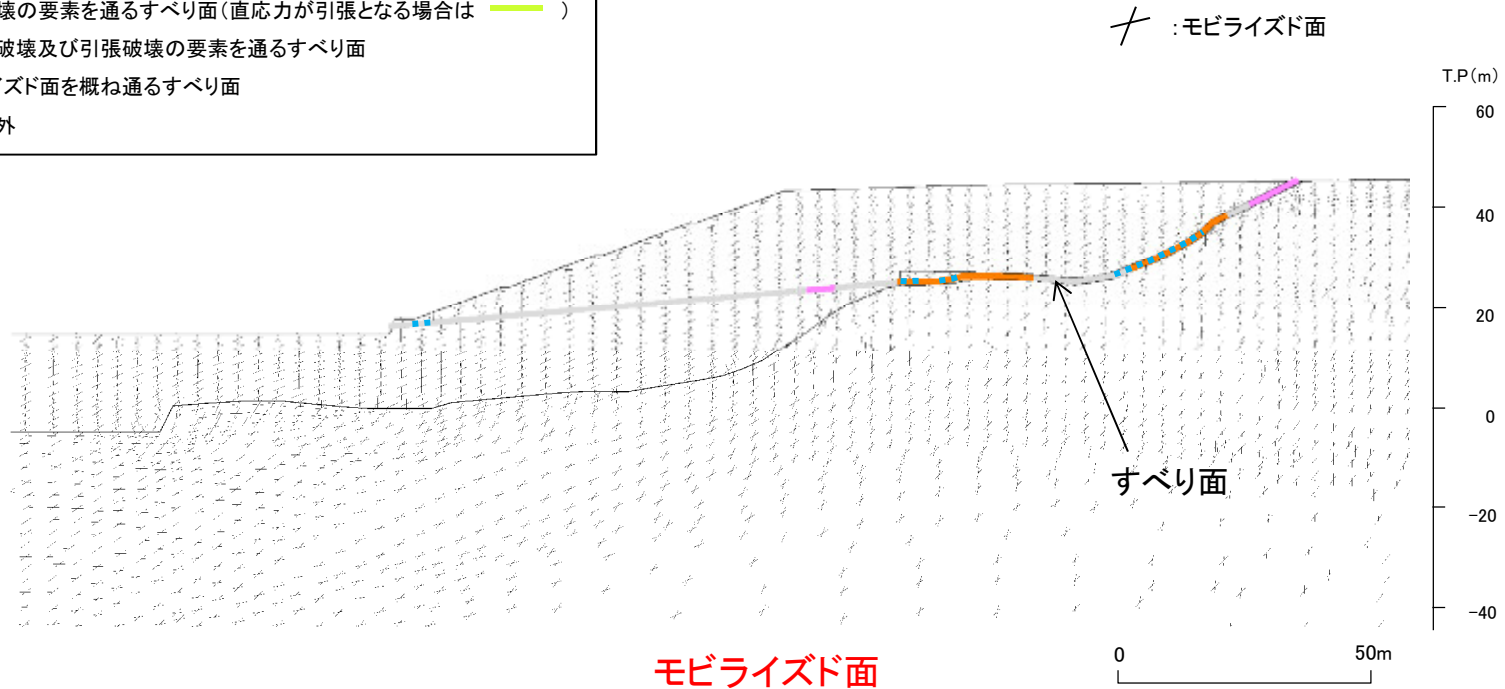 壊の要素を通るすべり面(直応力が引張となる場合は　　)
破壊及び引張破壊の要素を通るすべり面
イズド面を概ね通るすべり面
外
:モビライズド面
T.P(m)
60
40
20
0
-20
-40
すべり面
モビライズド面
0 50m